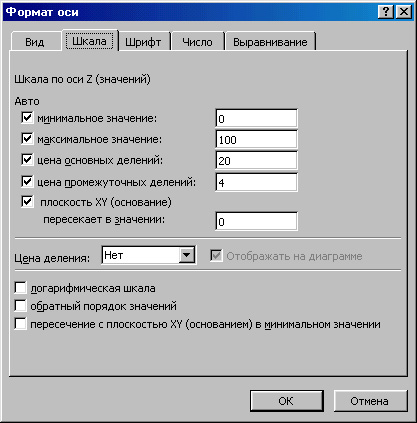 Формат оси
Вид Шкала Шрифт Число Выравнивание
Шкала по оси Z (значений)
Авто
минимальное значение: 0
максимальное значение: 100
цена основных делений: 20
цена промежуточных делений: 4
плоскость XY (основание)
пересекает в значении: 0
Цена деления: Нет Отображать на диаграмме
логарифмическая шкала
обратный порядок значений
пересечение с плоскостью XY (основанием) в минимальном значении
OK Отмена